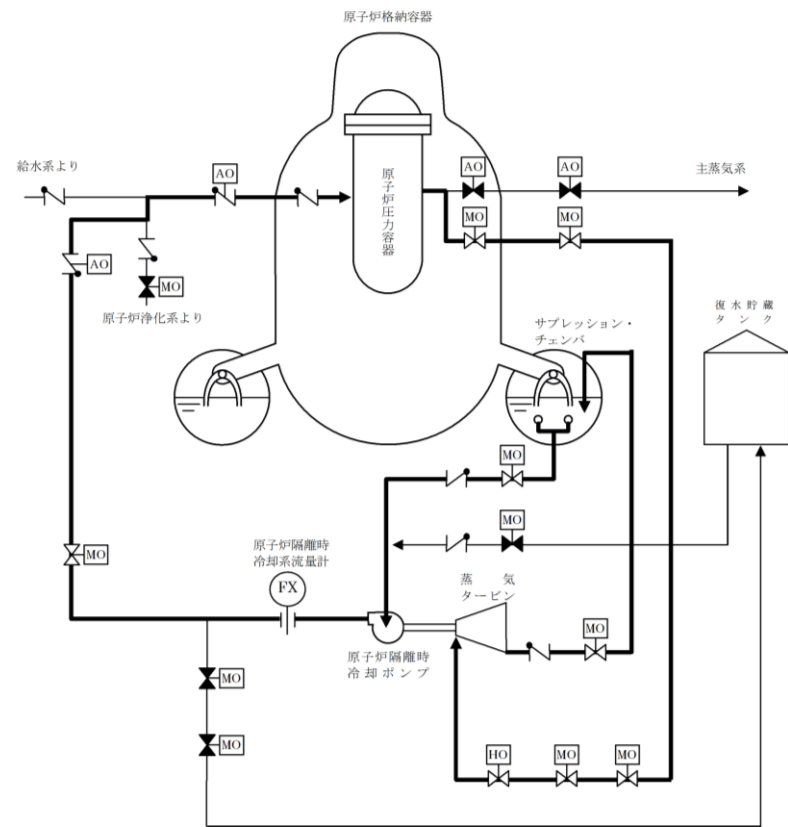 原子炉格納容器
給水系より
AO
AO
AO
主蒸気系
原子炉圧力容器
MO
MO
AO
MO
原子炉浄化系より
サプレッション・
チェンバ
復水貯蔵
タンク
MO
MO
MO
原子炉隔離時
冷却系流量計
FX
蒸気
タービン
原子炉隔離時
冷却ポンプ
MO
MO
MO
HO
MO
MO